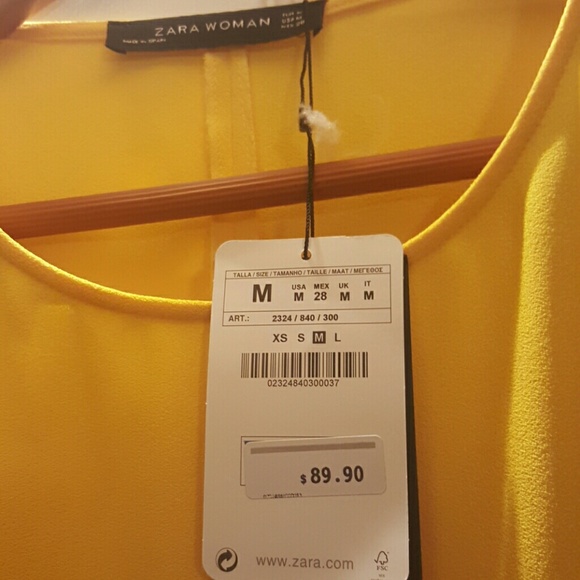 ZARA WOMAN
TALLA / SIZE / TAMANHO / TAILLE / MAAT / ΜΕΓΕΘΟΣ
M USA M MEX 28 UK M IT M
ART.: 2324 / 840 / 300
XS S M L
02324840300037
$89.90
www.zara.com
FSC